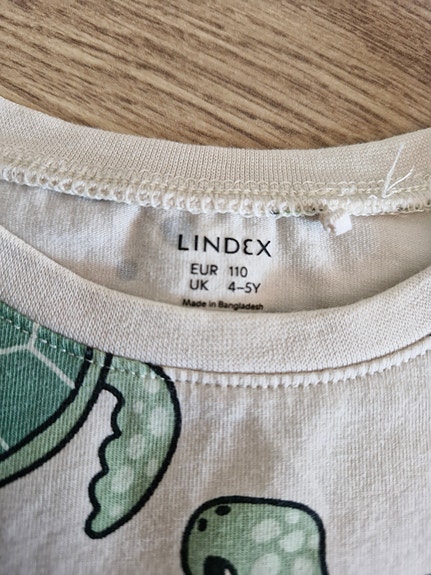 LINDEX
EUR 110
UK 4–5Y
Made in Bangladesh